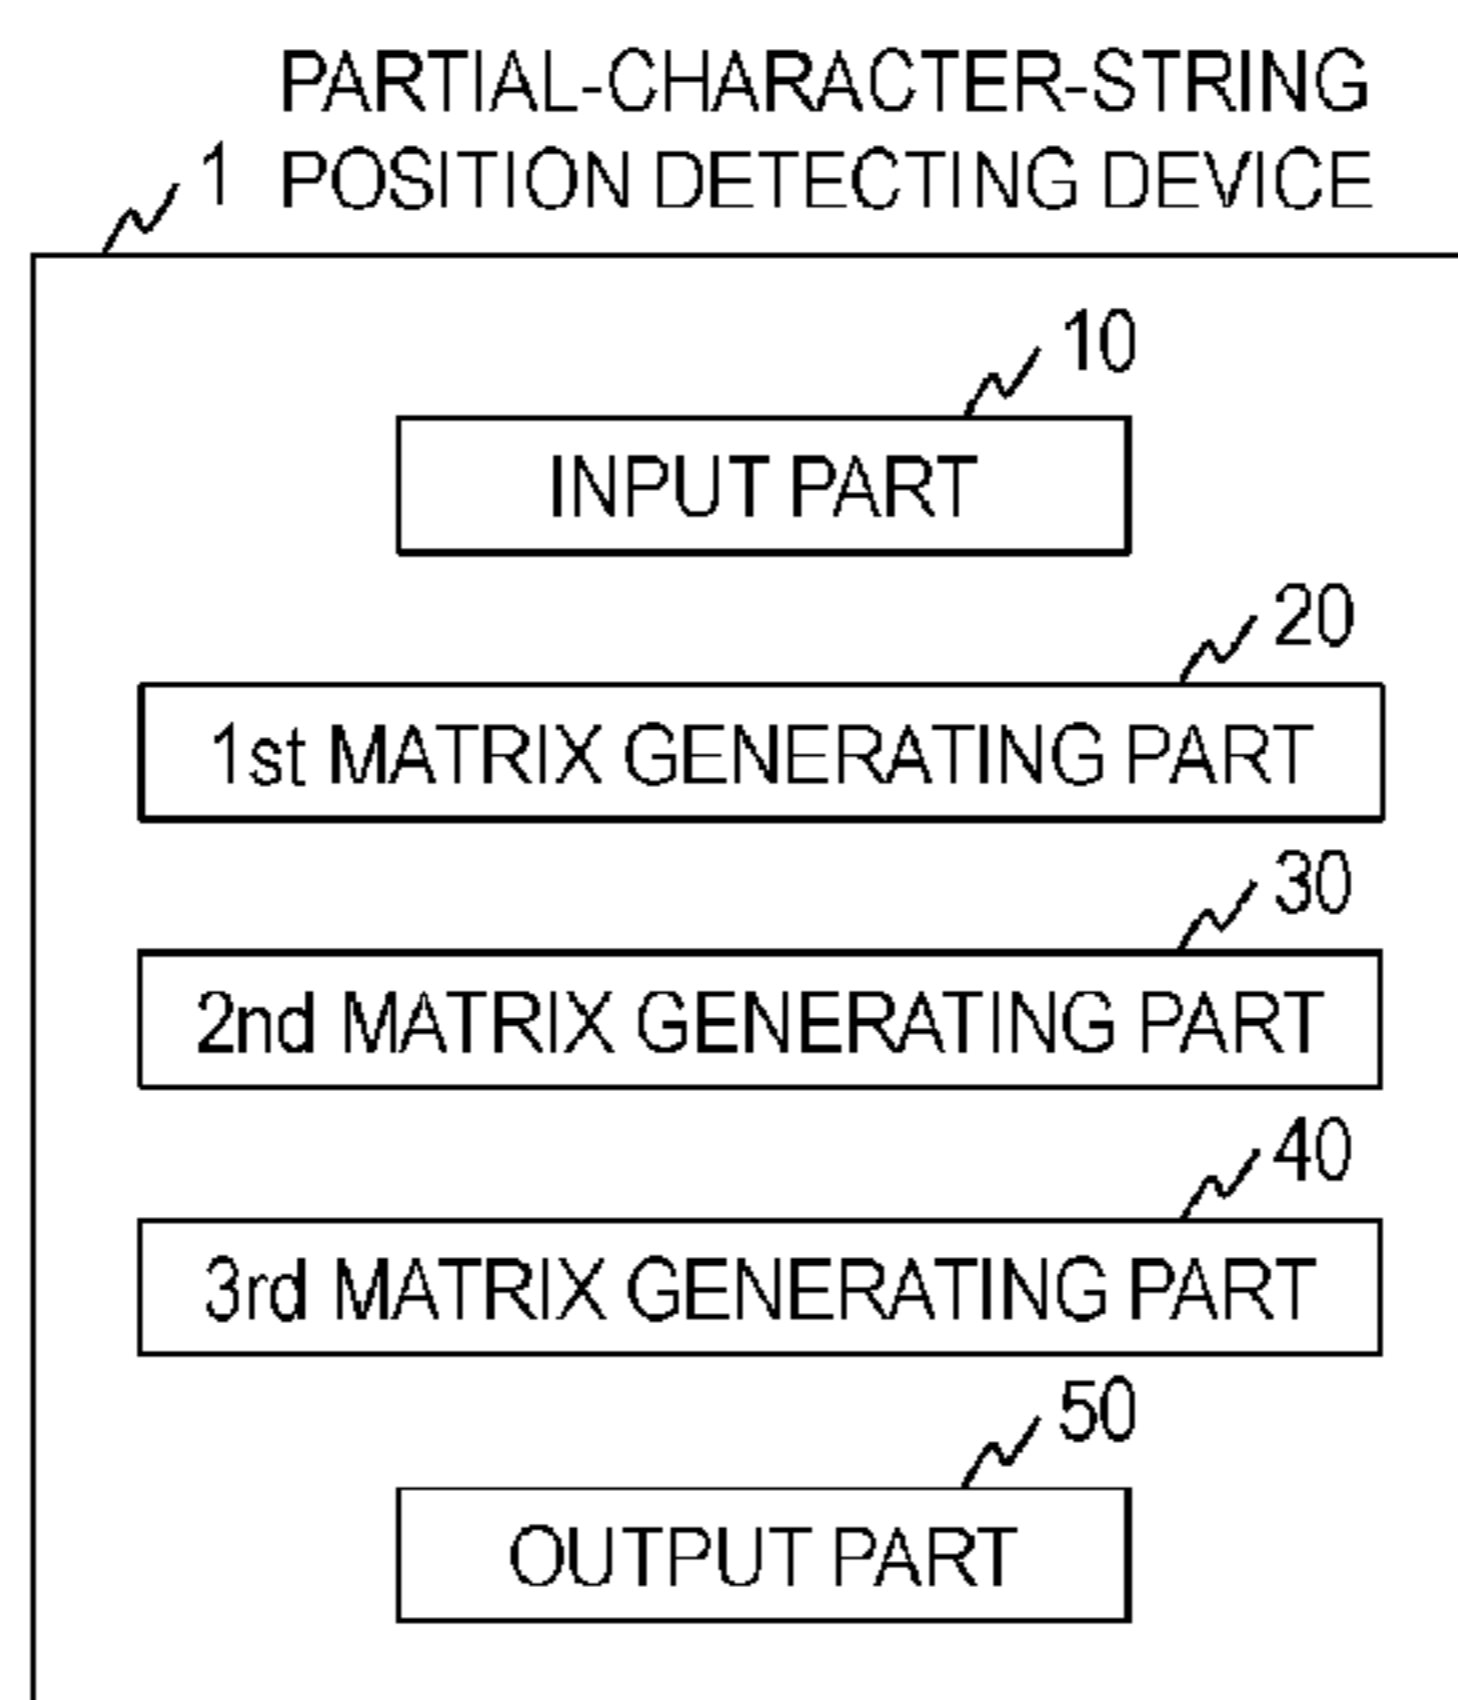 PARTIAL-CHARACTER-STRING
1 POSITION DETECTING DEVICE
10
INPUT PART
20
1st MATRIX GENERATING PART
30
2nd MATRIX GENERATING PART
40
3rd MATRIX GENERATING PART
50
OUTPUT PART